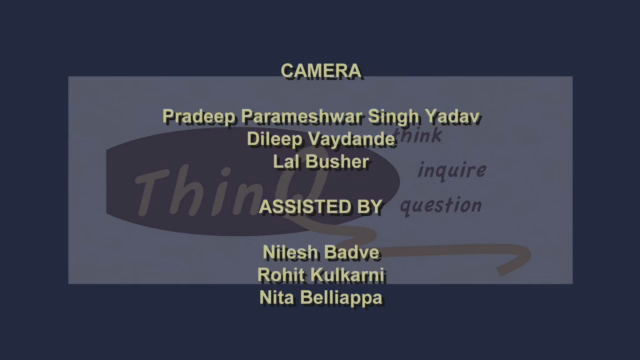 CAMERA
Pradeep Parameshwar Singh Yadav
Dileep Vaydande
Lal Busher
ASSISTED BY
Nilesh Badve
Rohit Kulkarni
Nita Belliappa
ThinQ
think
inquire
question